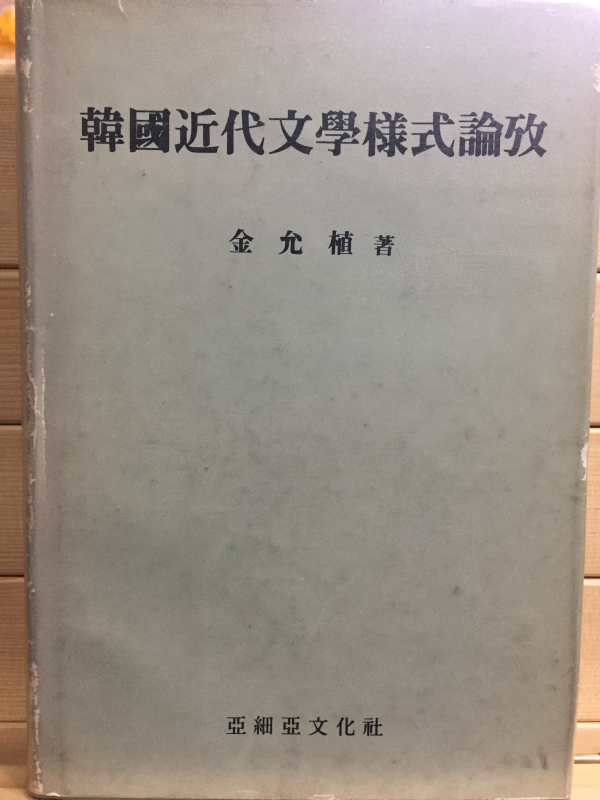 韓國近代文學様式論攷
金允植 著
亞細亞文化社